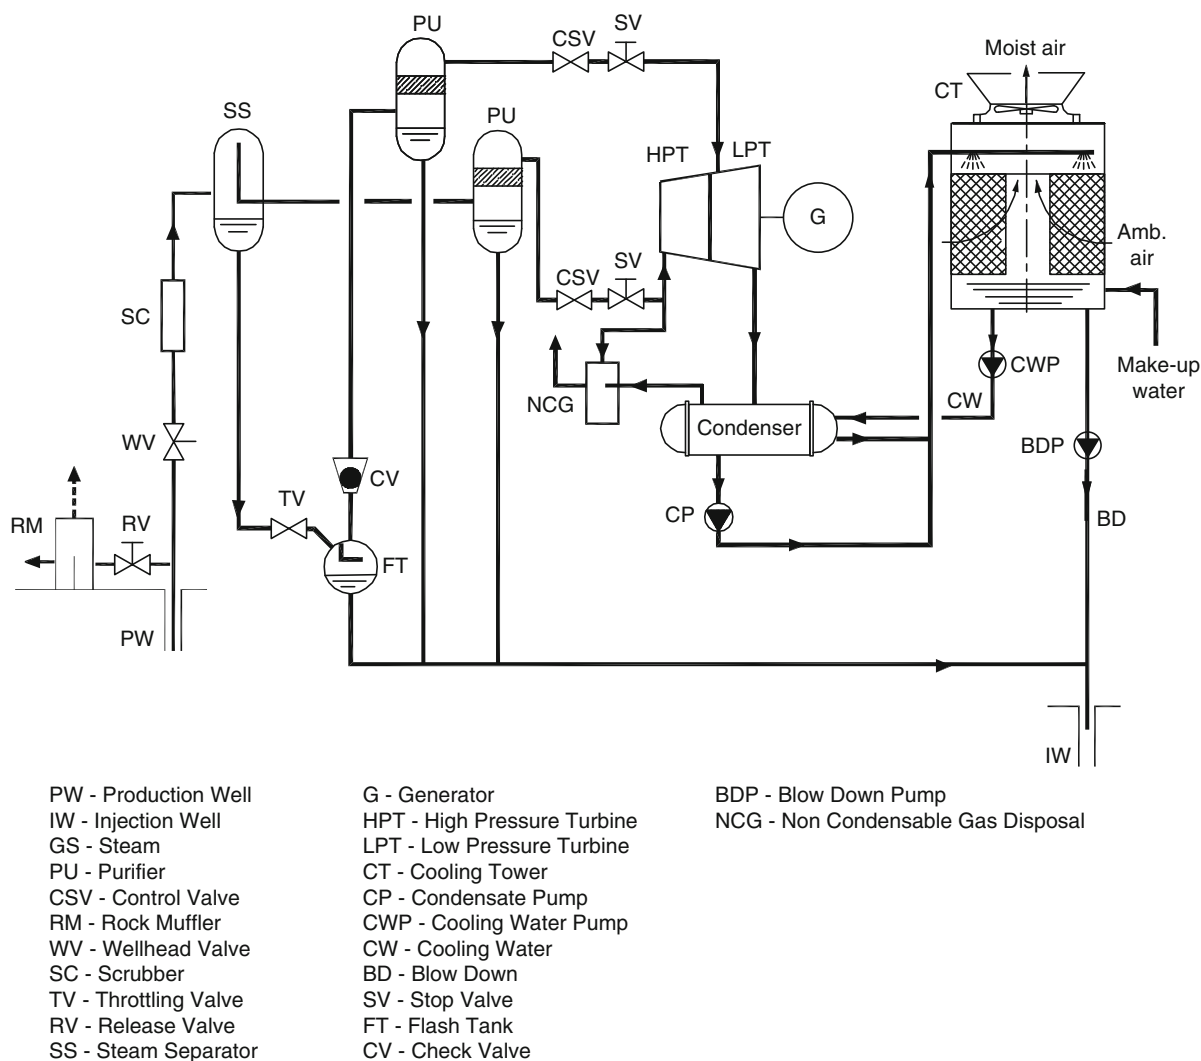 PU
CSV
SV
Moist air
CT
SS
PU
HPT
LPT
G
Amb.
air
CSV
SV
SC
NCG
CWP
Make-up
water
CW
Condenser
WV
BDP
CV
TV
CP
RM
RV
BD
FT
PW
IW
PW - Production Well
IW - Injection Well
GS - Steam
PU - Purifier
CSV - Control Valve
RM - Rock Muffler
WV - Wellhead Valve
SC - Scrubber
TV - Throttling Valve
RV - Release Valve
SS - Steam Separator
G - Generator
HPT - High Pressure Turbine
LPT - Low Pressure Turbine
CT - Cooling Tower
CP - Condensate Pump
CWP - Cooling Water Pump
CW - Cooling Water
BD - Blow Down
SV - Stop Valve
FT - Flash Tank
CV - Check Valve
BDP - Blow Down Pump
NCG - Non Condensable Gas Disposal